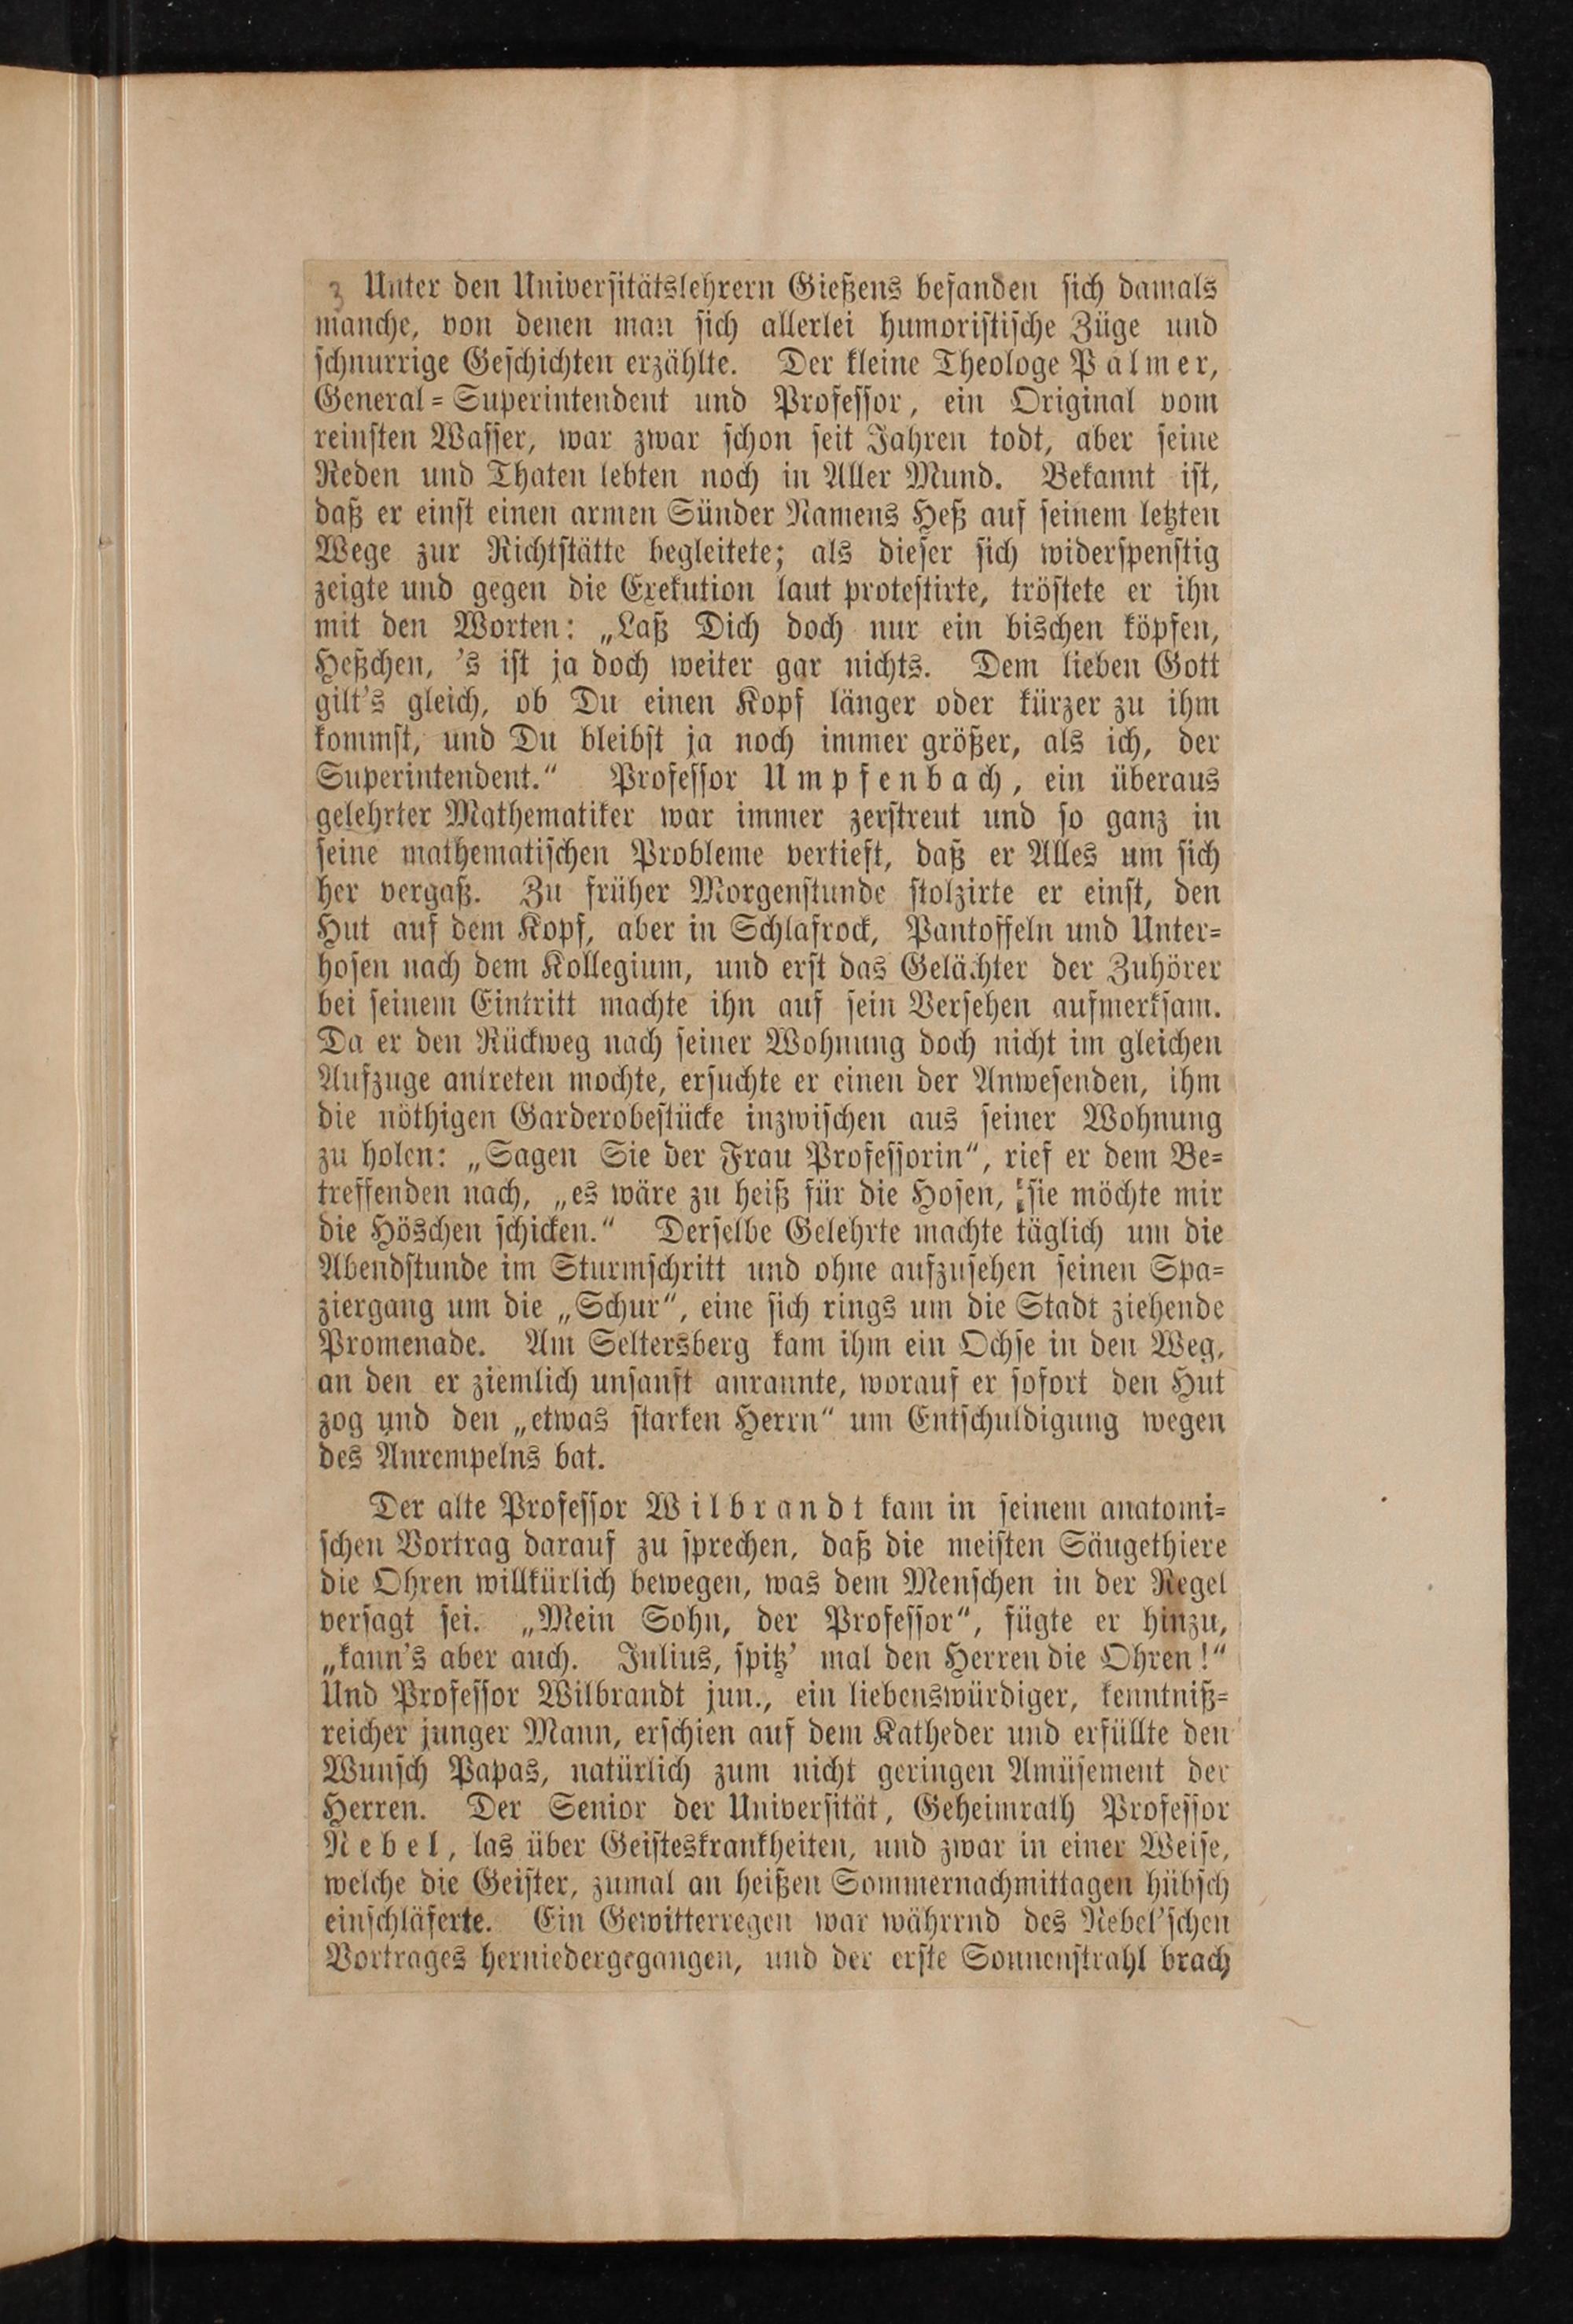 Unter den Universitätslehrern Gießens befanden sich damals
manche, von denen man sich allerlei humoristische Züge und
schnurrige Geschichten erzählte. Der kleine Theologe Palmer,
General-Superintendent und Professor, ein Original vom
reinsten Wasser, war zwar schon seit Jahren todt, aber seine
Reden und Thaten lebten noch in Aller Mund. Bekannt ist,
daß er einst einen armen Sünder Namens Heß auf seinem letzten
Wege zur Richtstätte begleitete; als dieser sich widerspenstig
zeigte und gegen die Exekution laut protestirte, tröstete er ihn
mit den Worten: „Laß Dich doch nur ein bischen köpfen,
Heßchen, 's ist ja doch weiter gar nichts. Dem lieben Gott
gilt's gleich, ob Du einen Kopf länger oder kürzer zu ihm
kommst, und Du bleibst ja noch immer größer, als ich, der
Superintendent.“ Professor Umpfenbach, ein überaus
gelehrter Mathematiker war immer zerstreut und so ganz in
seine mathematischen Probleme vertieft, daß er Alles um sich
her vergaß. Zu früher Morgenstunde stolzirte er einst, den
Hut auf dem Kopf, aber in Schlafrock, Pantoffeln und Unter-
hosen nach dem Kollegium, und erst das Gelächter der Zuhörer
bei seinem Eintritt machte ihn auf sein Versehen aufmerksam.
Da er den Rückweg nach seiner Wohnung doch nicht im gleichen
Aufzuge antreten mochte, ersuchte er einen der Anwesenden, ihm
die nöthigen Garderobestücke inzwischen aus seiner Wohnung
zu holen: „Sagen Sie der Frau Professorin“, rief er dem Be-
treffenden nach, „es wäre zu heiß für die Hosen, sie möchte mir
die Höschen schicken.“ Derselbe Gelehrte machte täglich um die
Abendstunde im Sturmschritt und ohne aufzusehen seinen Spa-
ziergang um die „Schur“, eine sich rings um die Stadt ziehende
Promenade. Am Seltersberg kam ihm ein Ochse in den Weg,
an den er ziemlich unsanft anrannte, worauf er sofort den Hut
zog und den „etwas starken Herrn“ um Entschuldigung wegen
des Anrempelns bat.
Der alte Professor Wilbrandt kam in seinem anatomi-
schen Vortrag darauf zu sprechen, daß die meisten Säugethiere
die Ohren willkürlich bewegen, was dem Menschen in der Regel
versagt sei. „Mein Sohn, der Professor“, fügte er hinzu,
„kann's aber auch. Julius, spitz' mal den Herren die Ohren!“
Und Professor Wilbrandt jun., ein liebenswürdiger, kenntniß-
reicher junger Mann, erschien auf dem Katheder und erfüllte den
Wunsch Papas, natürlich zum nicht geringen Amüsement der
Herren. Der Senior der Universität, Geheimrath Professor
Nebel, las über Geisteskrankheiten, und zwar in einer Weise,
welche die Geister, zumal an heißen Sommernachmittagen hübsch
einschläferte. Ein Gewitterregen war währrnd des Nebel'schen
Vortrages herniedergegangen, und der erste Sonnenstrahl brach